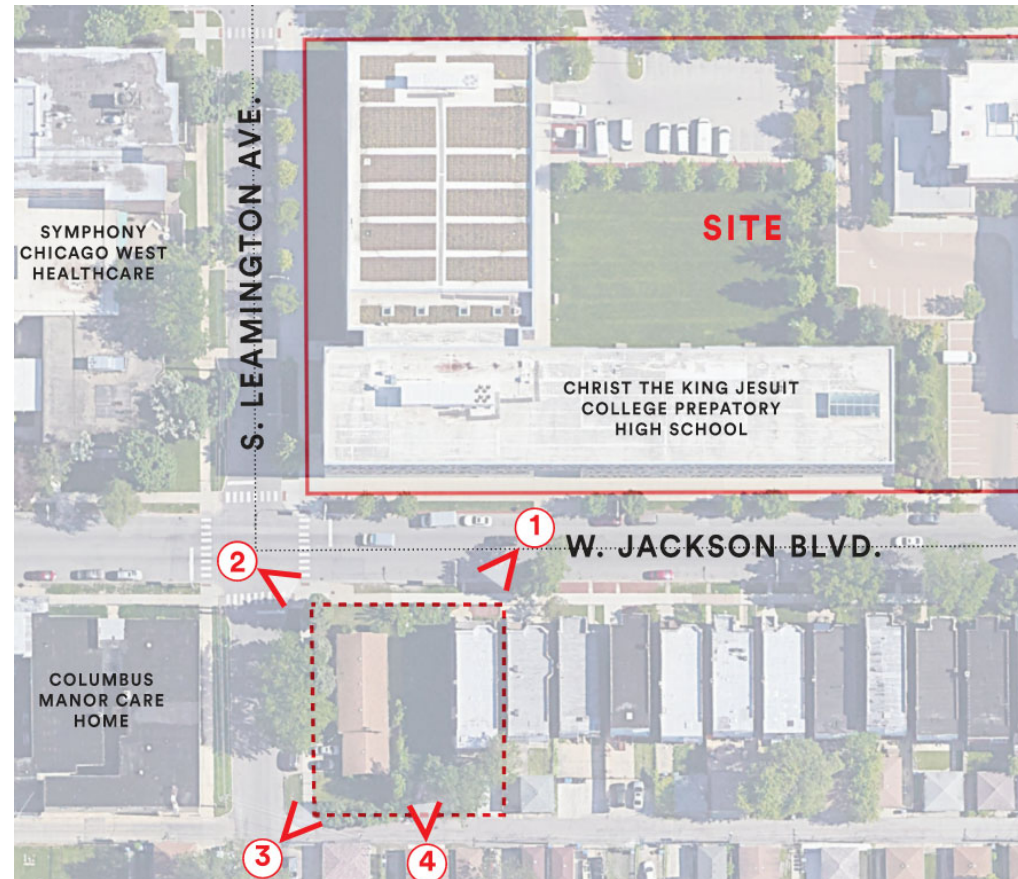 S. LEAMINGTON AVE.
SITE
SYMPHONY
CHICAGO WEST
HEALTHCARE
CHRIST THE KING JESUIT
COLLEGE PREPATORY
HIGH SCHOOL
1
W. JACKSON BLVD.
2
COLUMBUS
MANOR CARE
HOME
3
4